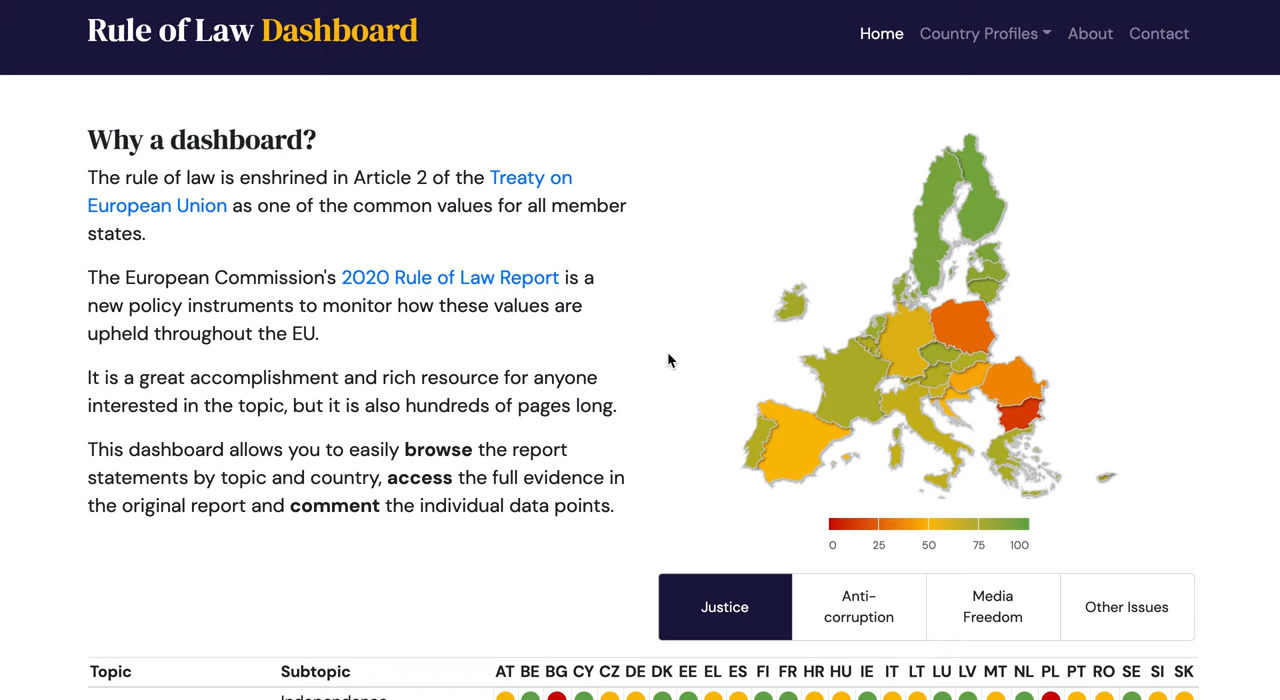 Rule of Law Dashboard
Home Country Profiles About Contact
Why a dashboard?
The rule of law is enshrined in Article 2 of the Treaty on
European Union as one of the common values for all member
states.
The European Commission's 2020 Rule of Law Report is a
new policy instruments to monitor how these values are
upheld throughout the EU.
It is a great accomplishment and rich resource for anyone
interested in the topic, but it is also hundreds of pages long.
This dashboard allows you to easily browse the report
statements by topic and country, access the full evidence in
the original report and comment the individual data points.
0 25 50 75 100
Justice
Anti-
corruption
Media
Freedom
Other Issues
Topic Subtopic AT BE BG CY CZ DE DK EE EL ES FI FR HR HU IE IT LT LU LV MT NL PL PT RO SE SI SK
Independence